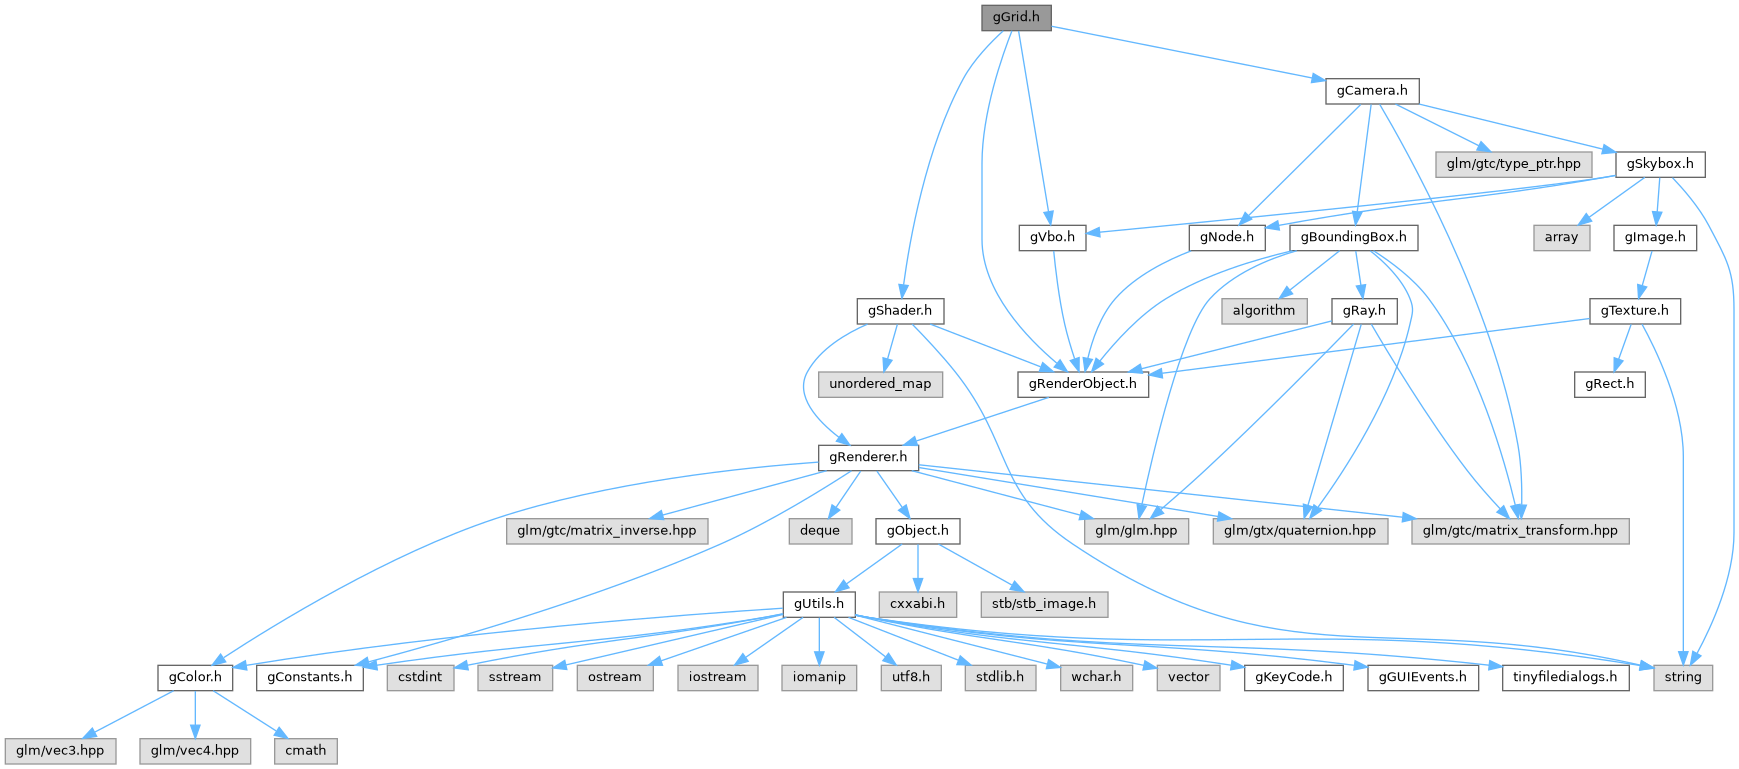 gGrid.h
gCamera.h
glm/gtc/type_ptr.hpp
gSkybox.h
gVbo.h
gNode.h
gBoundingBox.h
array
gImage.h
gShader.h
algorithm
gRay.h
gTexture.h
unordered_map
gRenderObject.h
gRect.h
gRenderer.h
glm/gtc/matrix_inverse.hpp
deque
gObject.h
glm/glm.hpp
glm/gtx/quaternion.hpp
glm/gtc/matrix_transform.hpp
gUtils.h
cxxabi.h
stb/stb_image.h
gColor.h
gConstants.h
cstdint
sstream
ostream
iostream
iomanip
utf8.h
stdlib.h
wchar.h
vector
gKeyCode.h
gGUIEvents.h
tinyfiledialogs.h
string
glm/vec3.hpp
glm/vec4.hpp
cmath